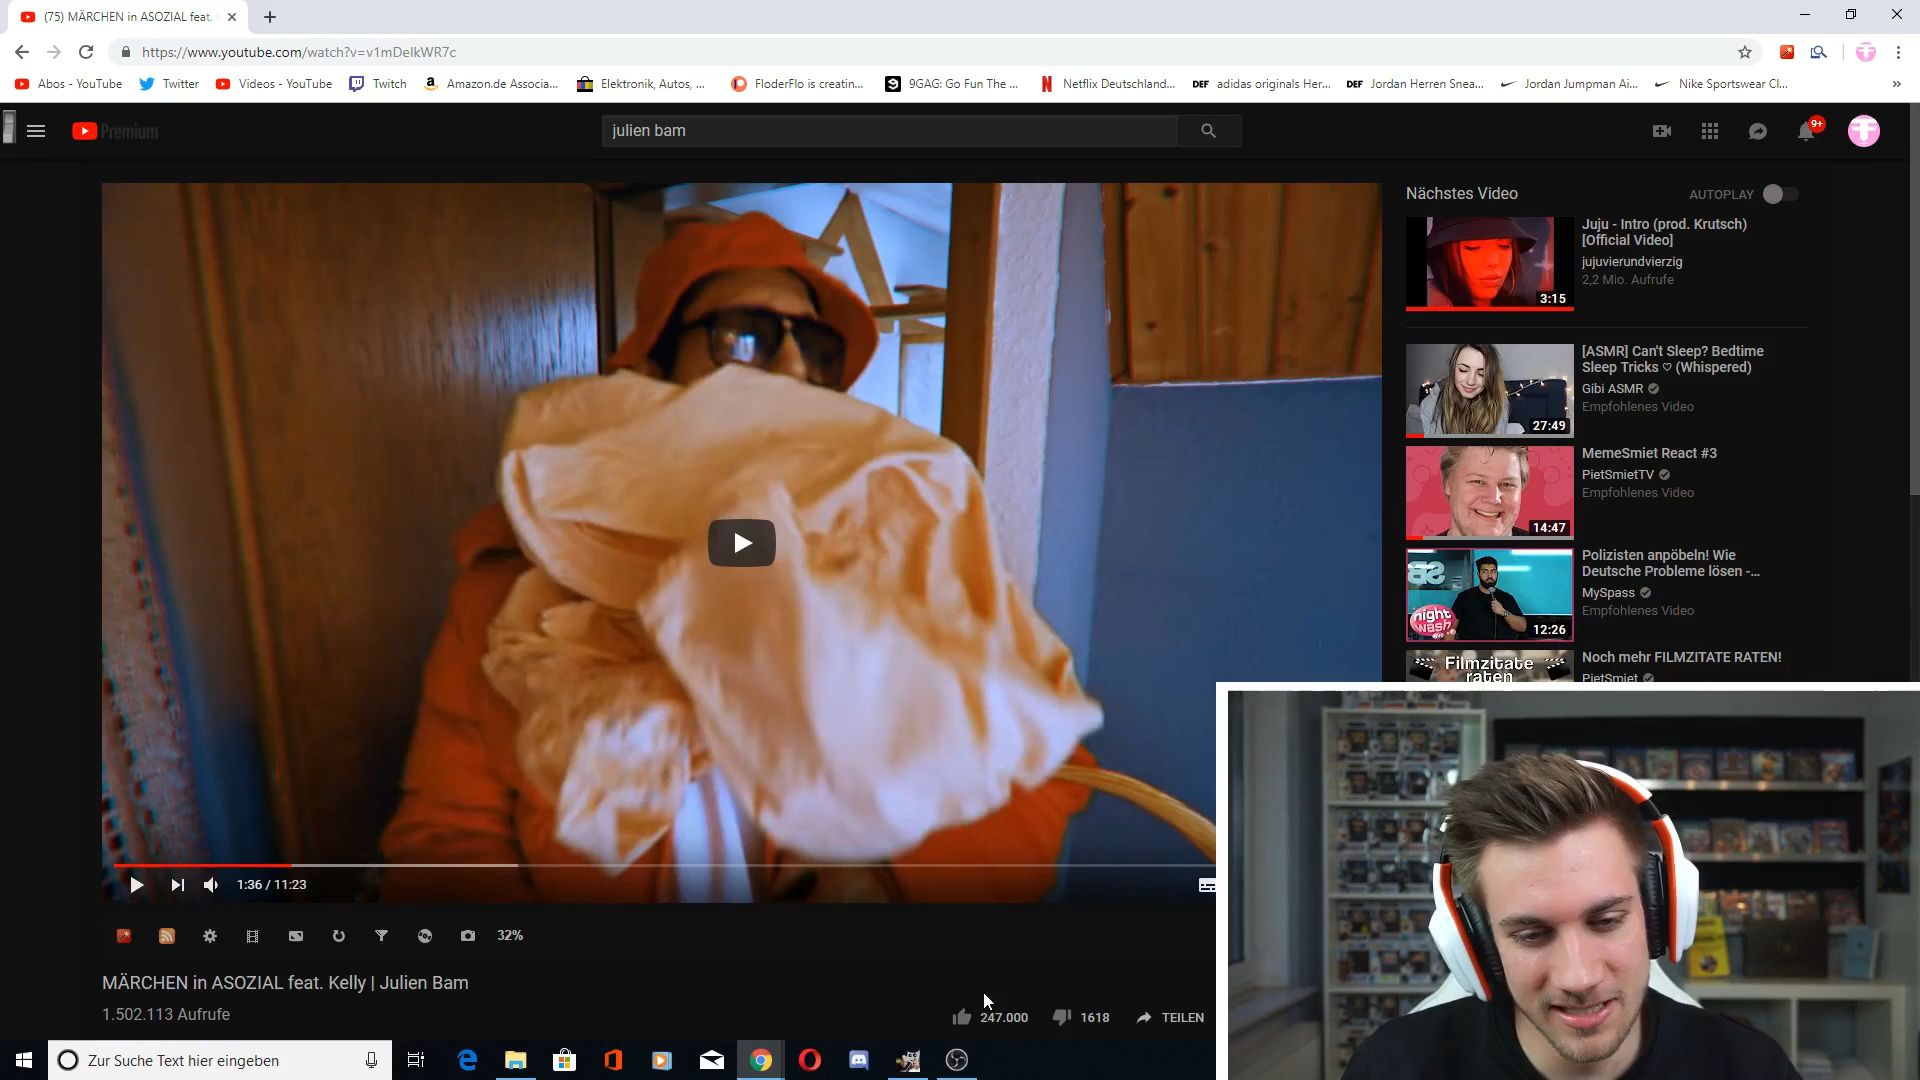 (75) MÄRCHEN in ASOZIAL feat.
https://www.youtube.com/watch?v=v1mDeIkWR7c
Abos - YouTube
Twitter
Videos - YouTube
Twitch
Amazon.de Associa...
Elektronik, Autos, ...
FloderFlo is creatin...
9GAG: Go Fun The ...
Netflix Deutschland...
DEF adidas originals Her...
DEF Jordan Herren Snea...
Jordan Jumpman Ai...
Nike Sportswear Cl...
Premium
julien bam
9+
Nächstes Video
AUTOPLAY
Juju - Intro (prod. Krutsch)
[Official Video]
jujuvierundvierzig
2,2 Mio. Aufrufe
3:15
[ASMR] Can't Sleep? Bedtime
Sleep Tricks ♡ (Whispered)
Gibi ASMR
Empfohlenes Video
27:49
MemeSmiet React #3
PietSmietTV
Empfohlenes Video
14:47
Polizisten anpöbeln! Wie
Deutsche Probleme lösen -...
MySpass
Empfohlenes Video
night
wash
12:26
Noch mehr FILMZITATE RATEN!
PietSmiet
Filmzitate
raten
1:36 / 11:23
32%
MÄRCHEN in ASOZIAL feat. Kelly | Julien Bam
1.502.113 Aufrufe
247.000
1618
TEILEN
Zur Suche Text hier eingeben